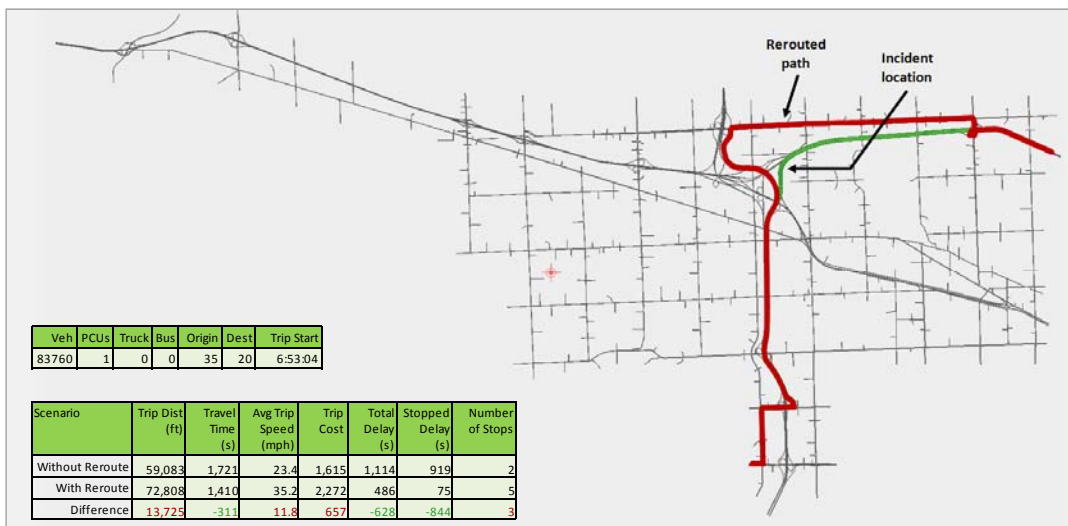 Rerouted
path
Incident
location
Veh PCUs Truck Bus Origin Dest Trip Start
83760 1 0 0 35 20 6:53:04
Scenario Trip Dist Travel Avg Trip Trip Total Stopped Number
(ft) Time Speed Cost Delay Delay of Stops
(s) (mph) (s) (s)
Without Reroute 59,083 1,721 23.4 1,615 1,114 919 2
With Reroute 72,808 1,410 35.2 2,272 486 75 5
Difference 13,725 -311 11.8 657 -628 -844 3